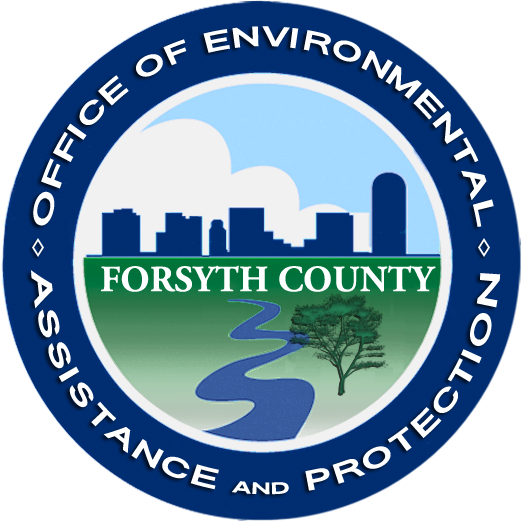 OFFICE OF ENVIRONMENTAL
ASSISTANCE AND PROTECTION
FORSYTH COUNTY